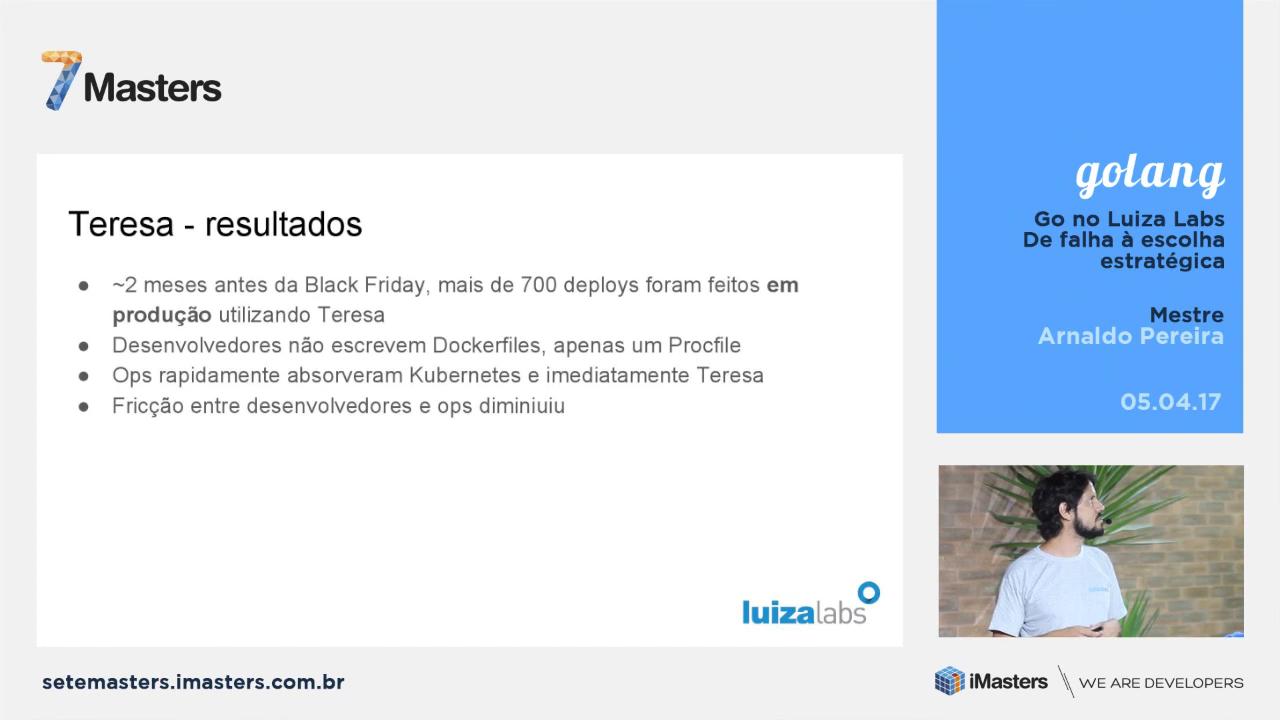 7Masters
Teresa - resultados
● ~2 meses antes da Black Friday, mais de 700 deploys foram feitos em
produção utilizando Teresa
● Desenvolvedores não escrevem Dockerfiles, apenas um Procfile
● Ops rapidamente absorveram Kubernetes e imediatamente Teresa
● Fricção entre desenvolvedores e ops diminiuiu
luizalabs
golang
Go no Luiza Labs
De falha à escolha
estratégica
Mestre
Arnaldo Pereira
05.04.17
setemasters.imasters.com.br
iMasters
WE ARE DEVELOPERS